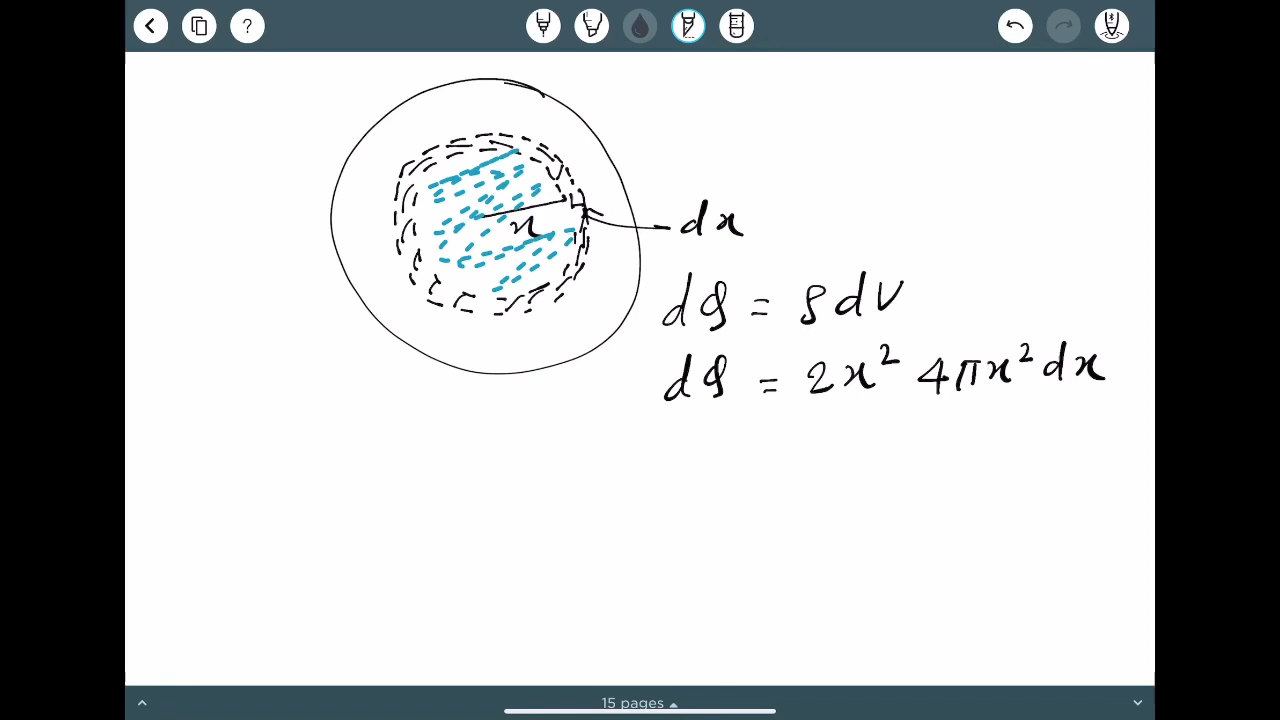 ?
x
dx
dQ = ρdV
dQ = 2x² 4πx² dx
15 pages